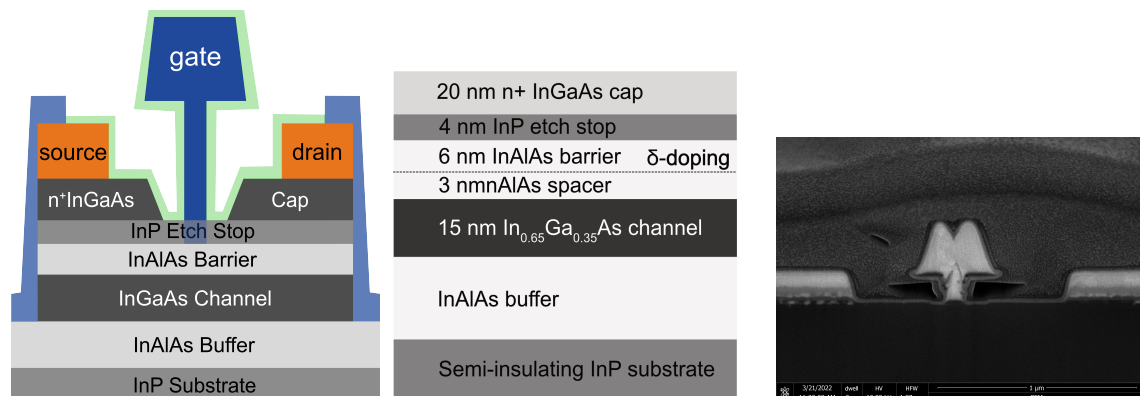 gate
source
drain
n⁺InGaAs
Cap
InP Etch Stop
InAlAs Barrier
InGaAs Channel
InAlAs Buffer
InP Substrate
20 nm n+ InGaAs cap
4 nm InP etch stop
6 nm InAlAs barrier δ-doping
3 nmnAlAs spacer
15 nm In₀.₆₅Ga₀.₃₅As channel
InAlAs buffer
Semi-insulating InP substrate
3/21/2022 dwell HV HFW 1 µm